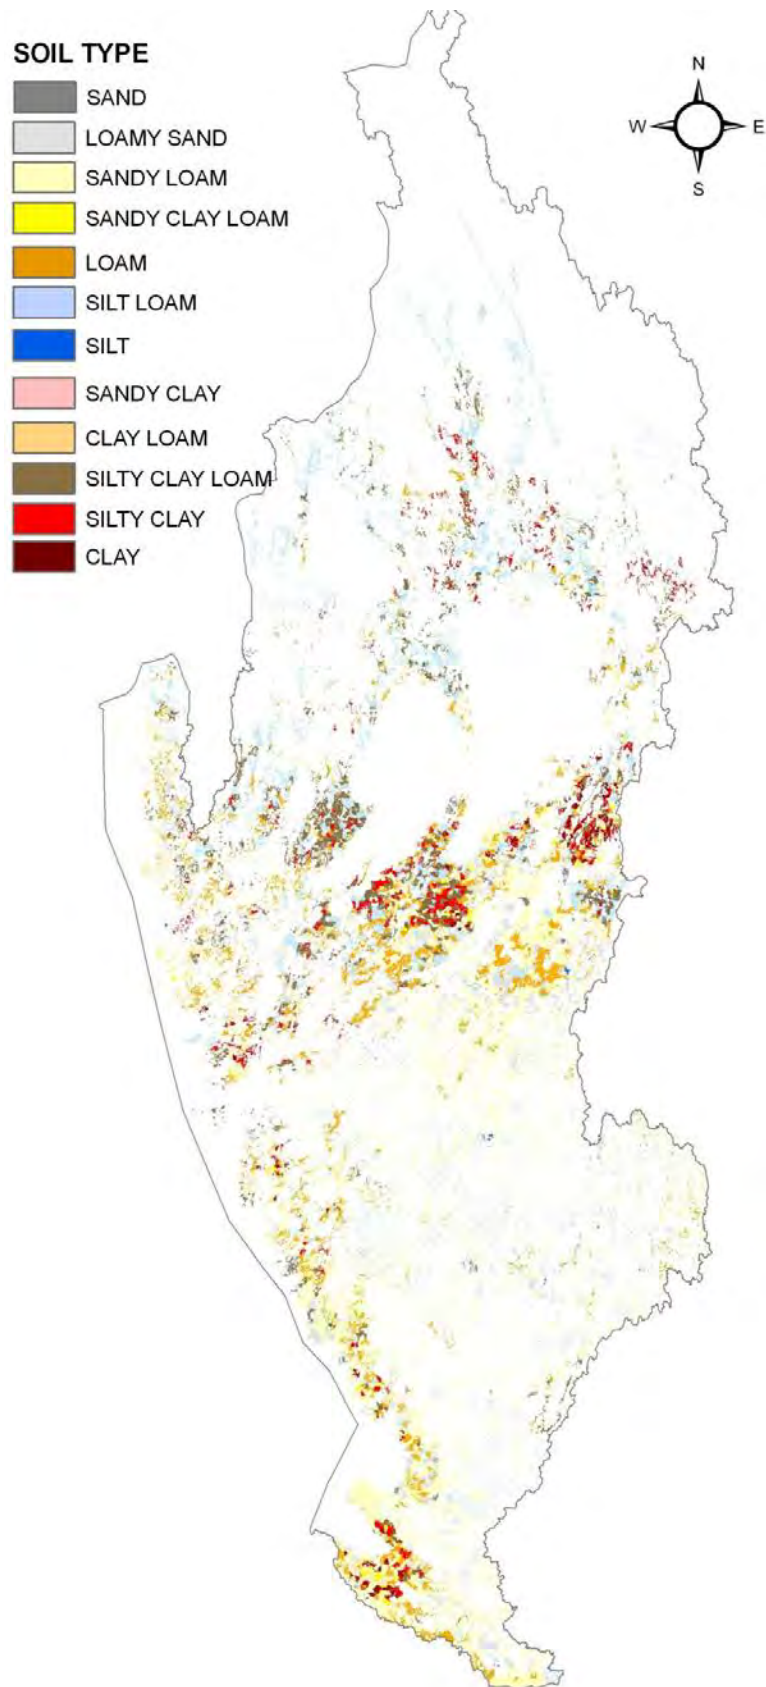 SOIL TYPE
SAND
LOAMY SAND
SANDY LOAM
SANDY CLAY LOAM
LOAM
SILT LOAM
SILT
SANDY CLAY
CLAY LOAM
SILTY CLAY LOAM
SILTY CLAY
CLAY
N
W E
S